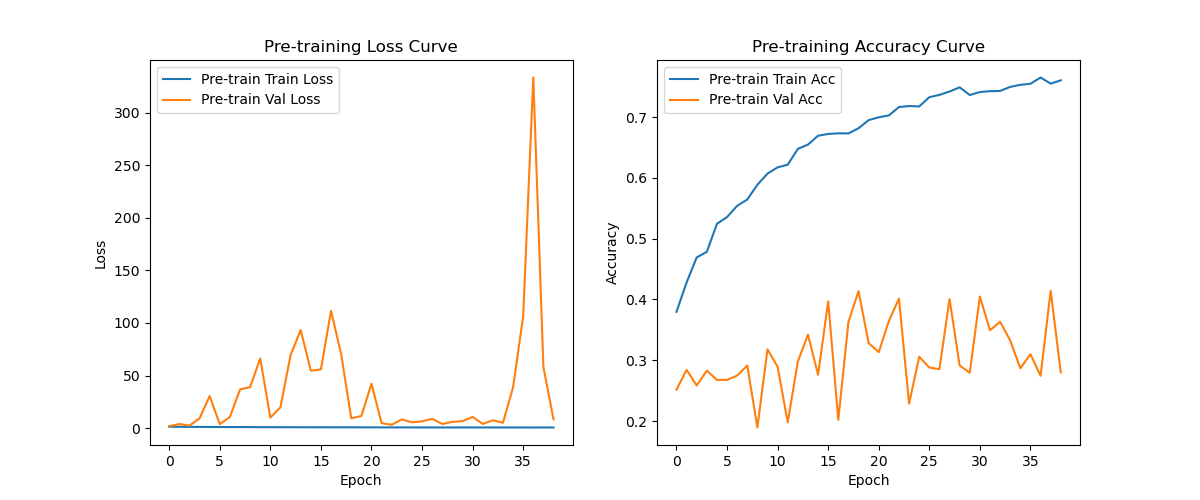 Pre-training Loss Curve
Pre-train Train Loss
Pre-train Val Loss
300
250
200
150
100
50
0
Loss
0 5 10 15 20 25 30 35
Epoch
Pre-training Accuracy Curve
Pre-train Train Acc
Pre-train Val Acc
0.7
0.6
0.5
0.4
0.3
0.2
Accuracy
0 5 10 15 20 25 30 35
Epoch